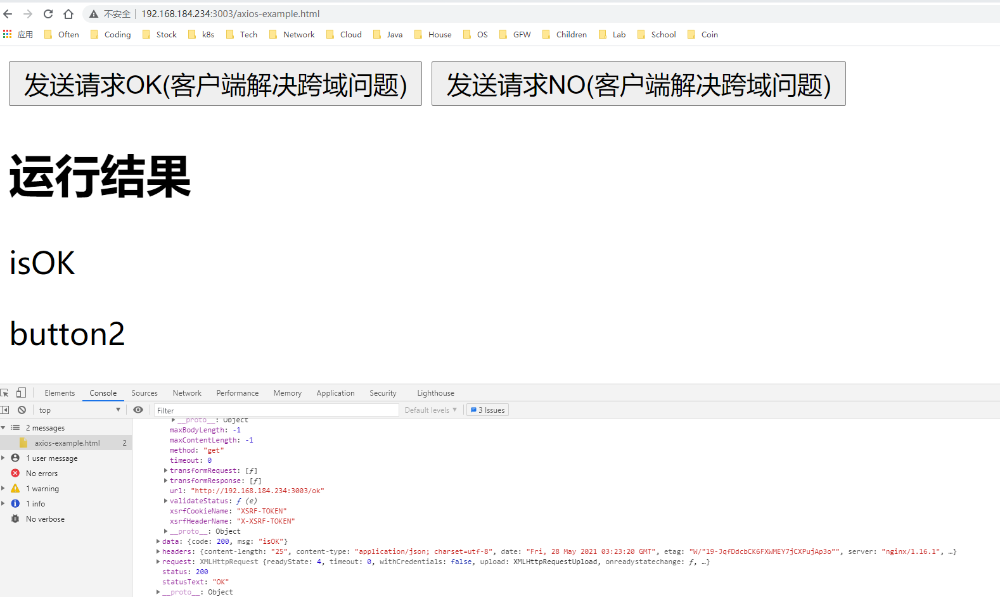 不安全 192.168.184.234:3003/axios-example.html
应用 Often Coding Stock k8s Tech Network Cloud Java House OS GFW Children Lab School Coin
发送请求OK(客户端解决跨域问题) 发送请求NO(客户端解决跨域问题)
运行结果
isOK
button2
Elements Console Sources Network Performance Memory Application Security Lighthouse
top Filter Default levels 3 Issues
2 messages
axios-example.html 2
1 user message
No errors
1 warning
1 info
No verbose
__proto__: Object
maxBodyLength: -1
maxContentLength: -1
method: "get"
timeout: 0
transformRequest: [ƒ]
transformResponse: [ƒ]
url: "http://192.168.184.234:3003/ok"
validateStatus: ƒ (e)
xsrfCookieName: "XSRF-TOKEN"
xsrfHeaderName: "X-XSRF-TOKEN"
__proto__: Object
data: {code: 200, msg: "isOK"}
headers: {content-length: "25", content-type: "application/json; charset=utf-8", date: "Fri, 28 May 2021 03:23:20 GMT", etag: "W/"19-JqfDdcbCK6FXWMEY7jCXPujAp3o"", server: "nginx/1.16.1", …}
request: XMLHttpRequest {readyState: 4, timeout: 0, withCredentials: false, upload: XMLHttpRequestUpload, onreadystatechange: ƒ, …}
status: 200
statusText: "OK"
__proto__: Object